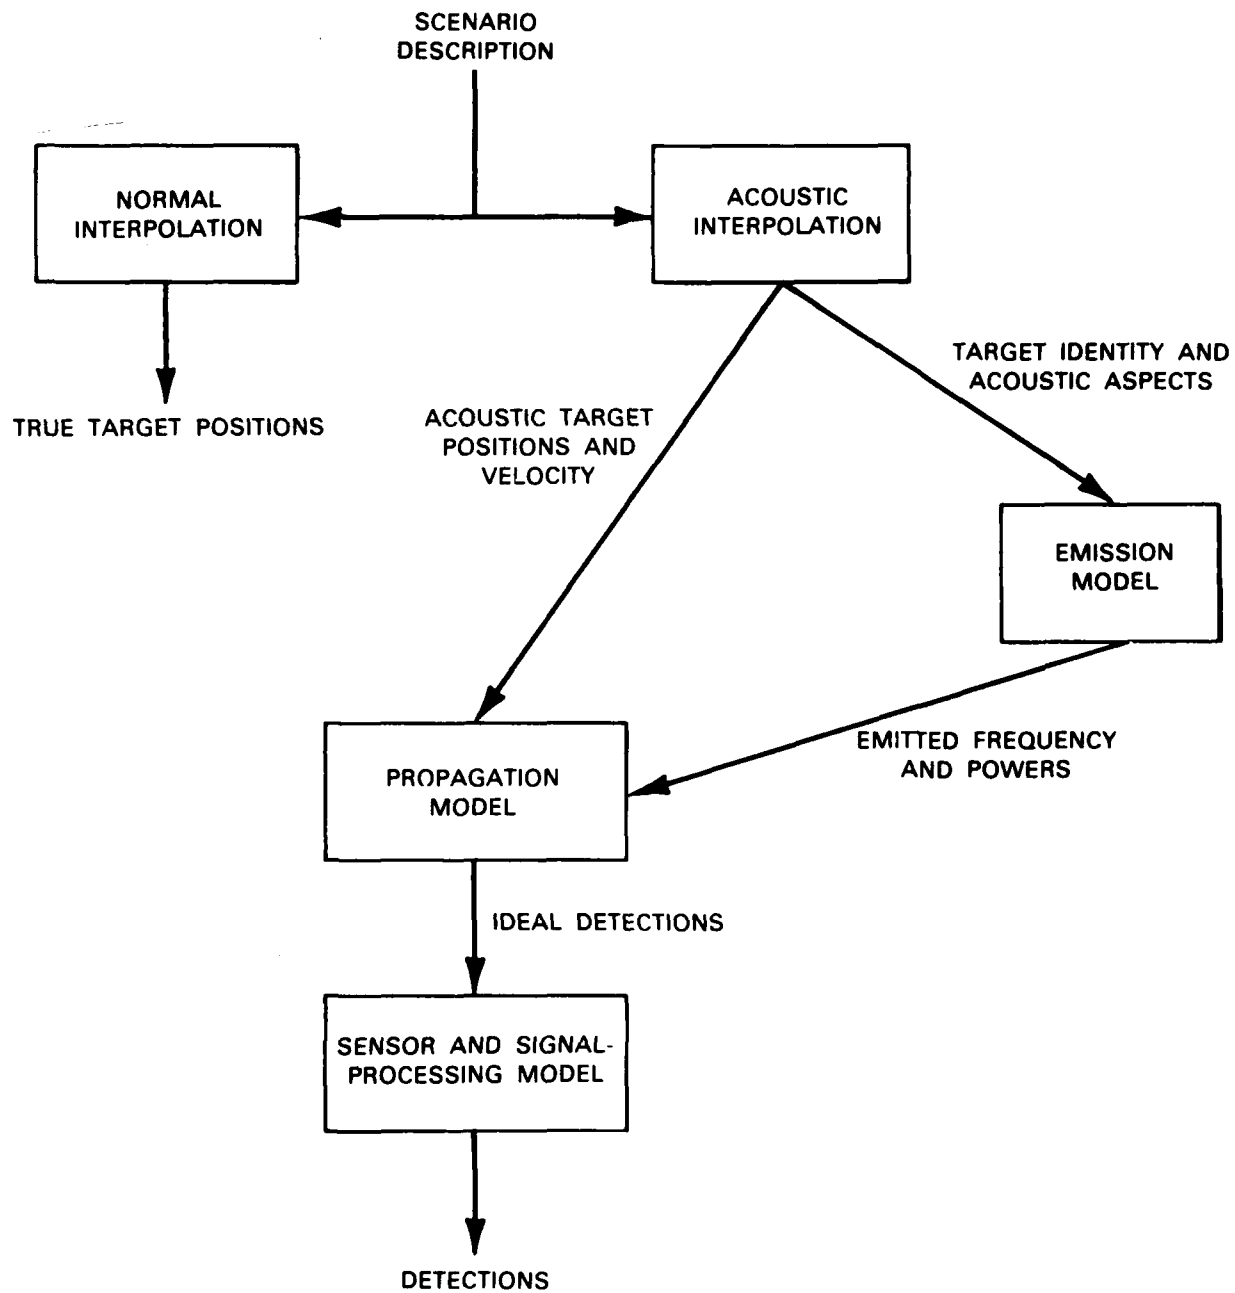 SCENARIO
DESCRIPTION
NORMAL
INTERPOLATION
ACOUSTIC
INTERPOLATION
TARGET IDENTITY AND
ACOUSTIC ASPECTS
TRUE TARGET POSITIONS
ACOUSTIC TARGET
POSITIONS AND
VELOCITY
EMISSION
MODEL
EMITTED FREQUENCY
AND POWERS
PROPAGATION
MODEL
IDEAL DETECTIONS
SENSOR AND SIGNAL-
PROCESSING MODEL
DETECTIONS